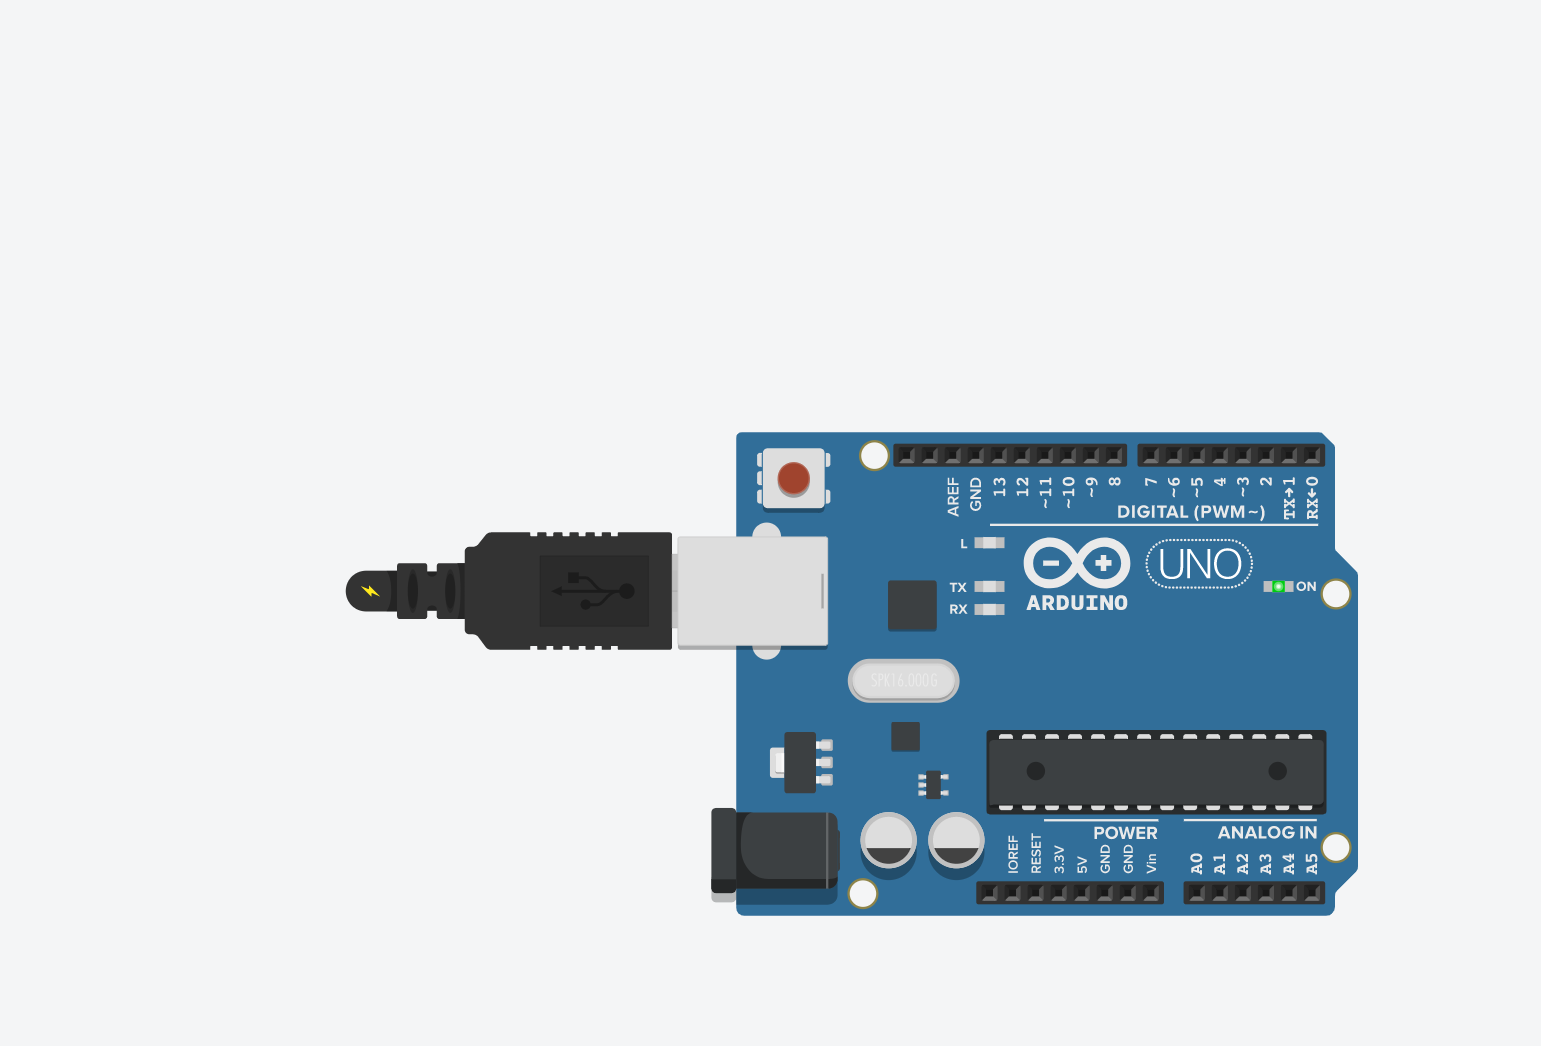 AREF
GND
13
12
~11
~10
~9
8
7
~6
~5
4
~3
2
TX→1
RX←0
DIGITAL (PWM~)
L
TX
RX
ARDUINO
UNO
ON
SPK16.000G
POWER
ANALOG IN
IOREF
RESET
3.3V
5V
GND
GND
Vin
A0
A1
A2
A3
A4
A5